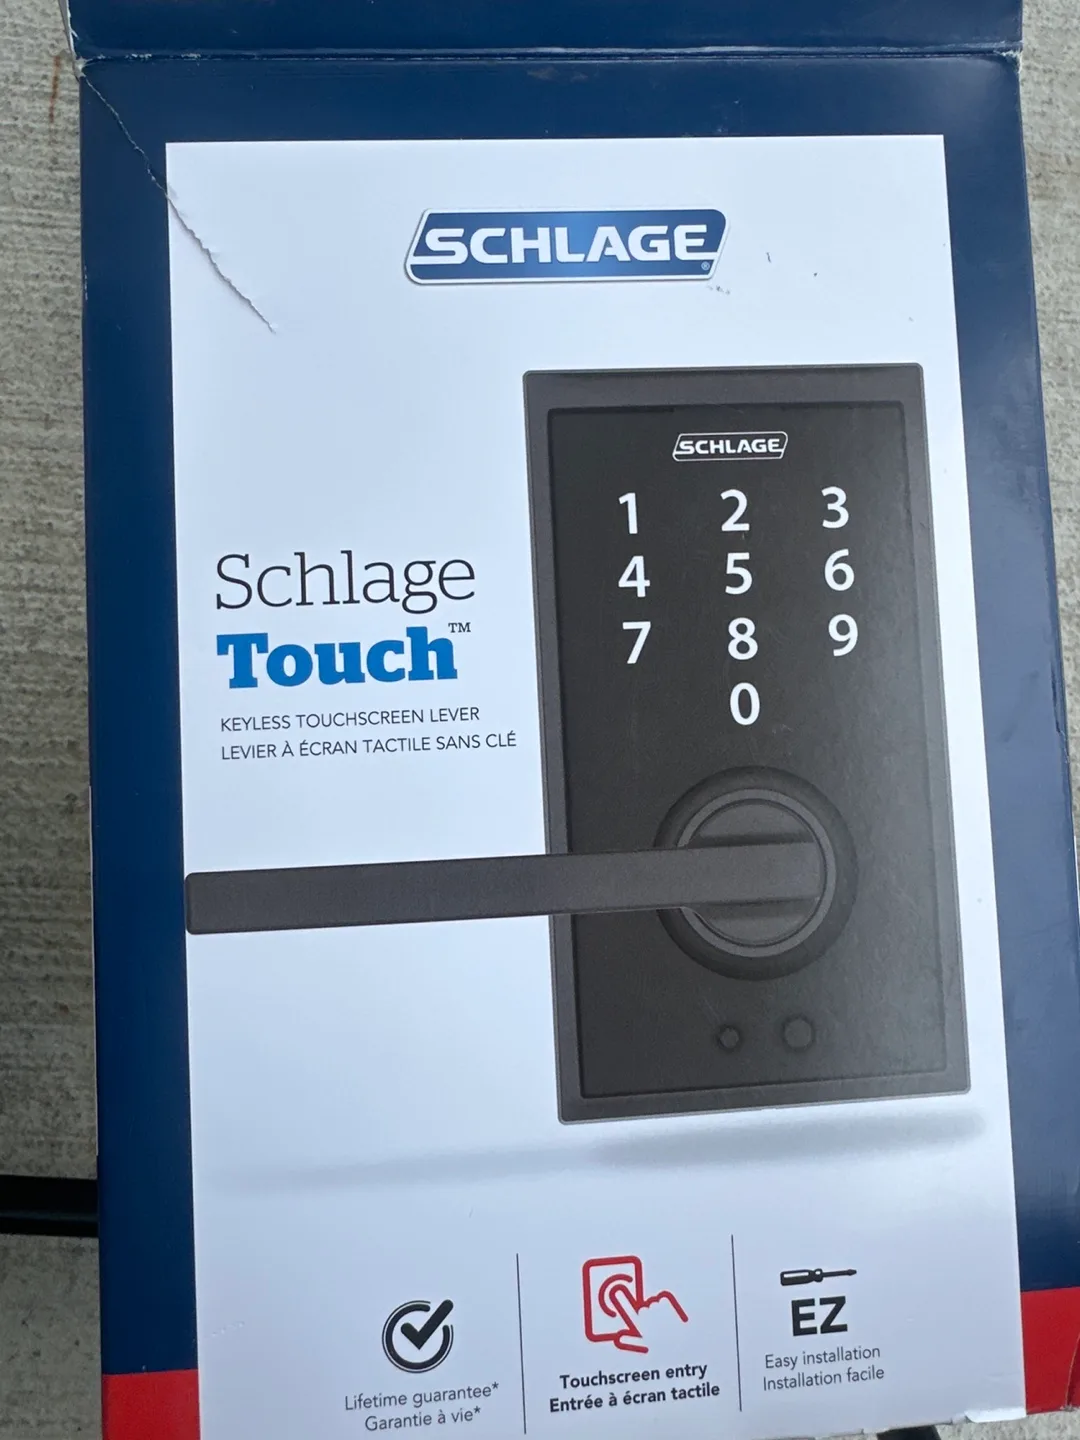 SCHLAGE®
SCHLAGE
1 2 3
4 5 6
7 8 9
0
Schlage
Touch™
KEYLESS TOUCHSCREEN LEVER
LEVIER À ÉCRAN TACTILE SANS CLÉ
Lifetime guarantee*
Garantie à vie*
Touchscreen entry
Entrée à écran tactile
EZ
Easy installation
Installation facile